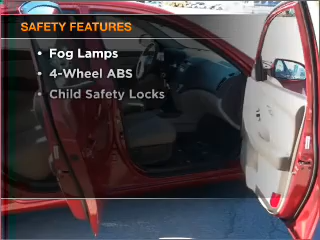 SAFETY FEATURES
• Fog Lamps
• 4-Wheel ABS
• Child Safety Locks